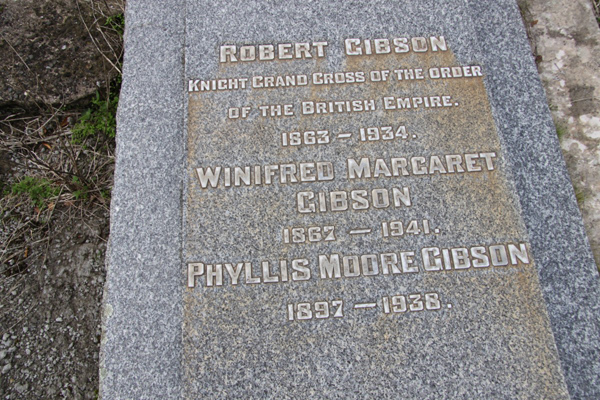 ROBERT GIBSON
KNIGHT GRAND CROSS OF THE ORDER
OF THE BRITISH EMPIRE.
1863 – 1934.
WINIFRED MARGARET
GIBSON
1867 – 1941.
PHYLLIS MOORE GIBSON
1897 – 1938.